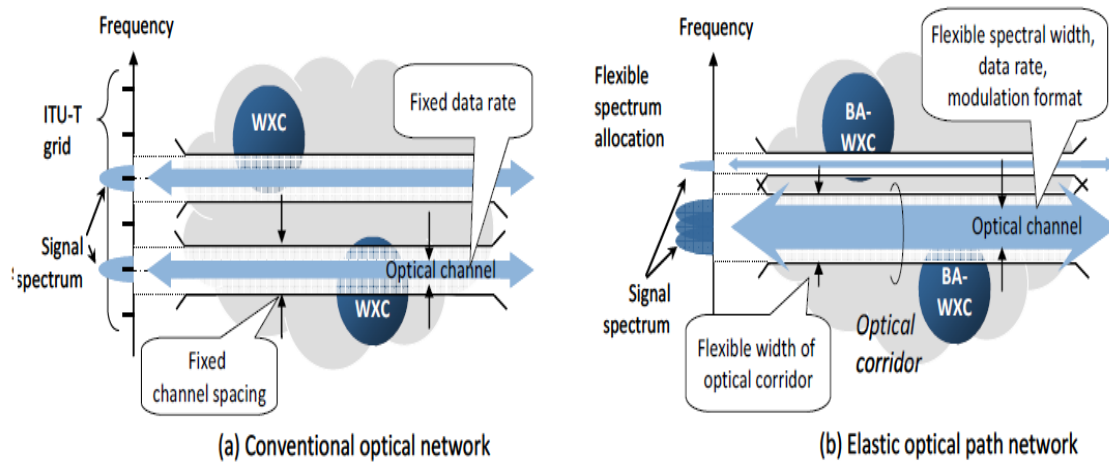 Frequency
ITU-T
grid
WXC
Fixed data rate
Signal
spectrum
Optical channel
WXC
Fixed
channel spacing
(a) Conventional optical network
Frequency
Flexible
spectrum
allocation
BA-
WXC
Flexible spectral width,
data rate,
modulation format
Optical channel
Signal
spectrum
BA-
WXC
Optical
corridor
Flexible width of
optical corridor
(b) Elastic optical path network